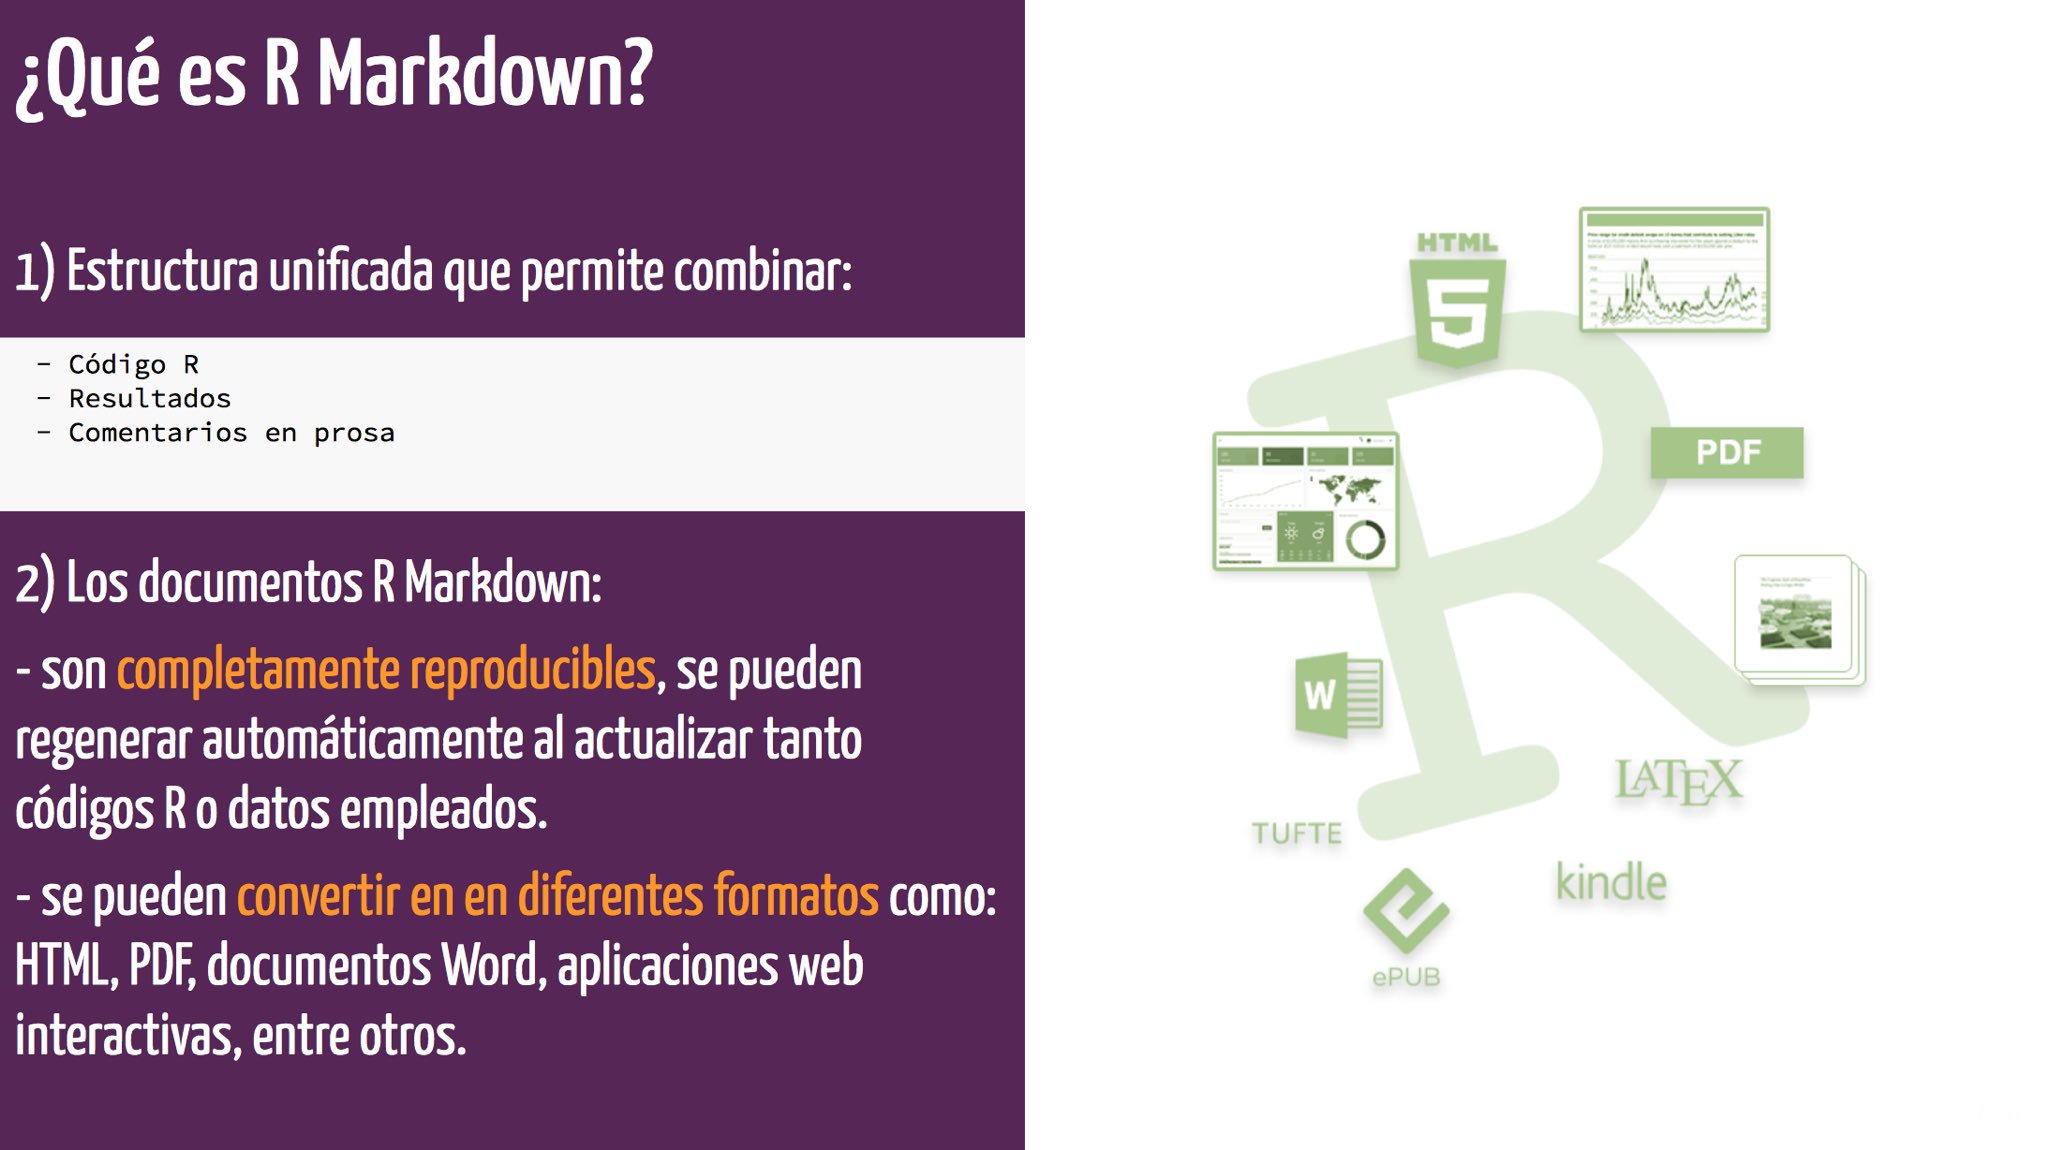 ¿Qué es R Markdown?
1) Estructura unificada que permite combinar:
- Código R
- Resultados
- Comentarios en prosa
2) Los documentos R Markdown:
- son completamente reproducibles, se pueden
regenerar automáticamente al actualizar tanto
códigos R o datos empleados.
- se pueden convertir en en diferentes formatos como:
HTML, PDF, documentos Word, aplicaciones web
interactivas, entre otros.
HTML
5
PDF
W
LATEX
TUFTE
kindle
ePUB